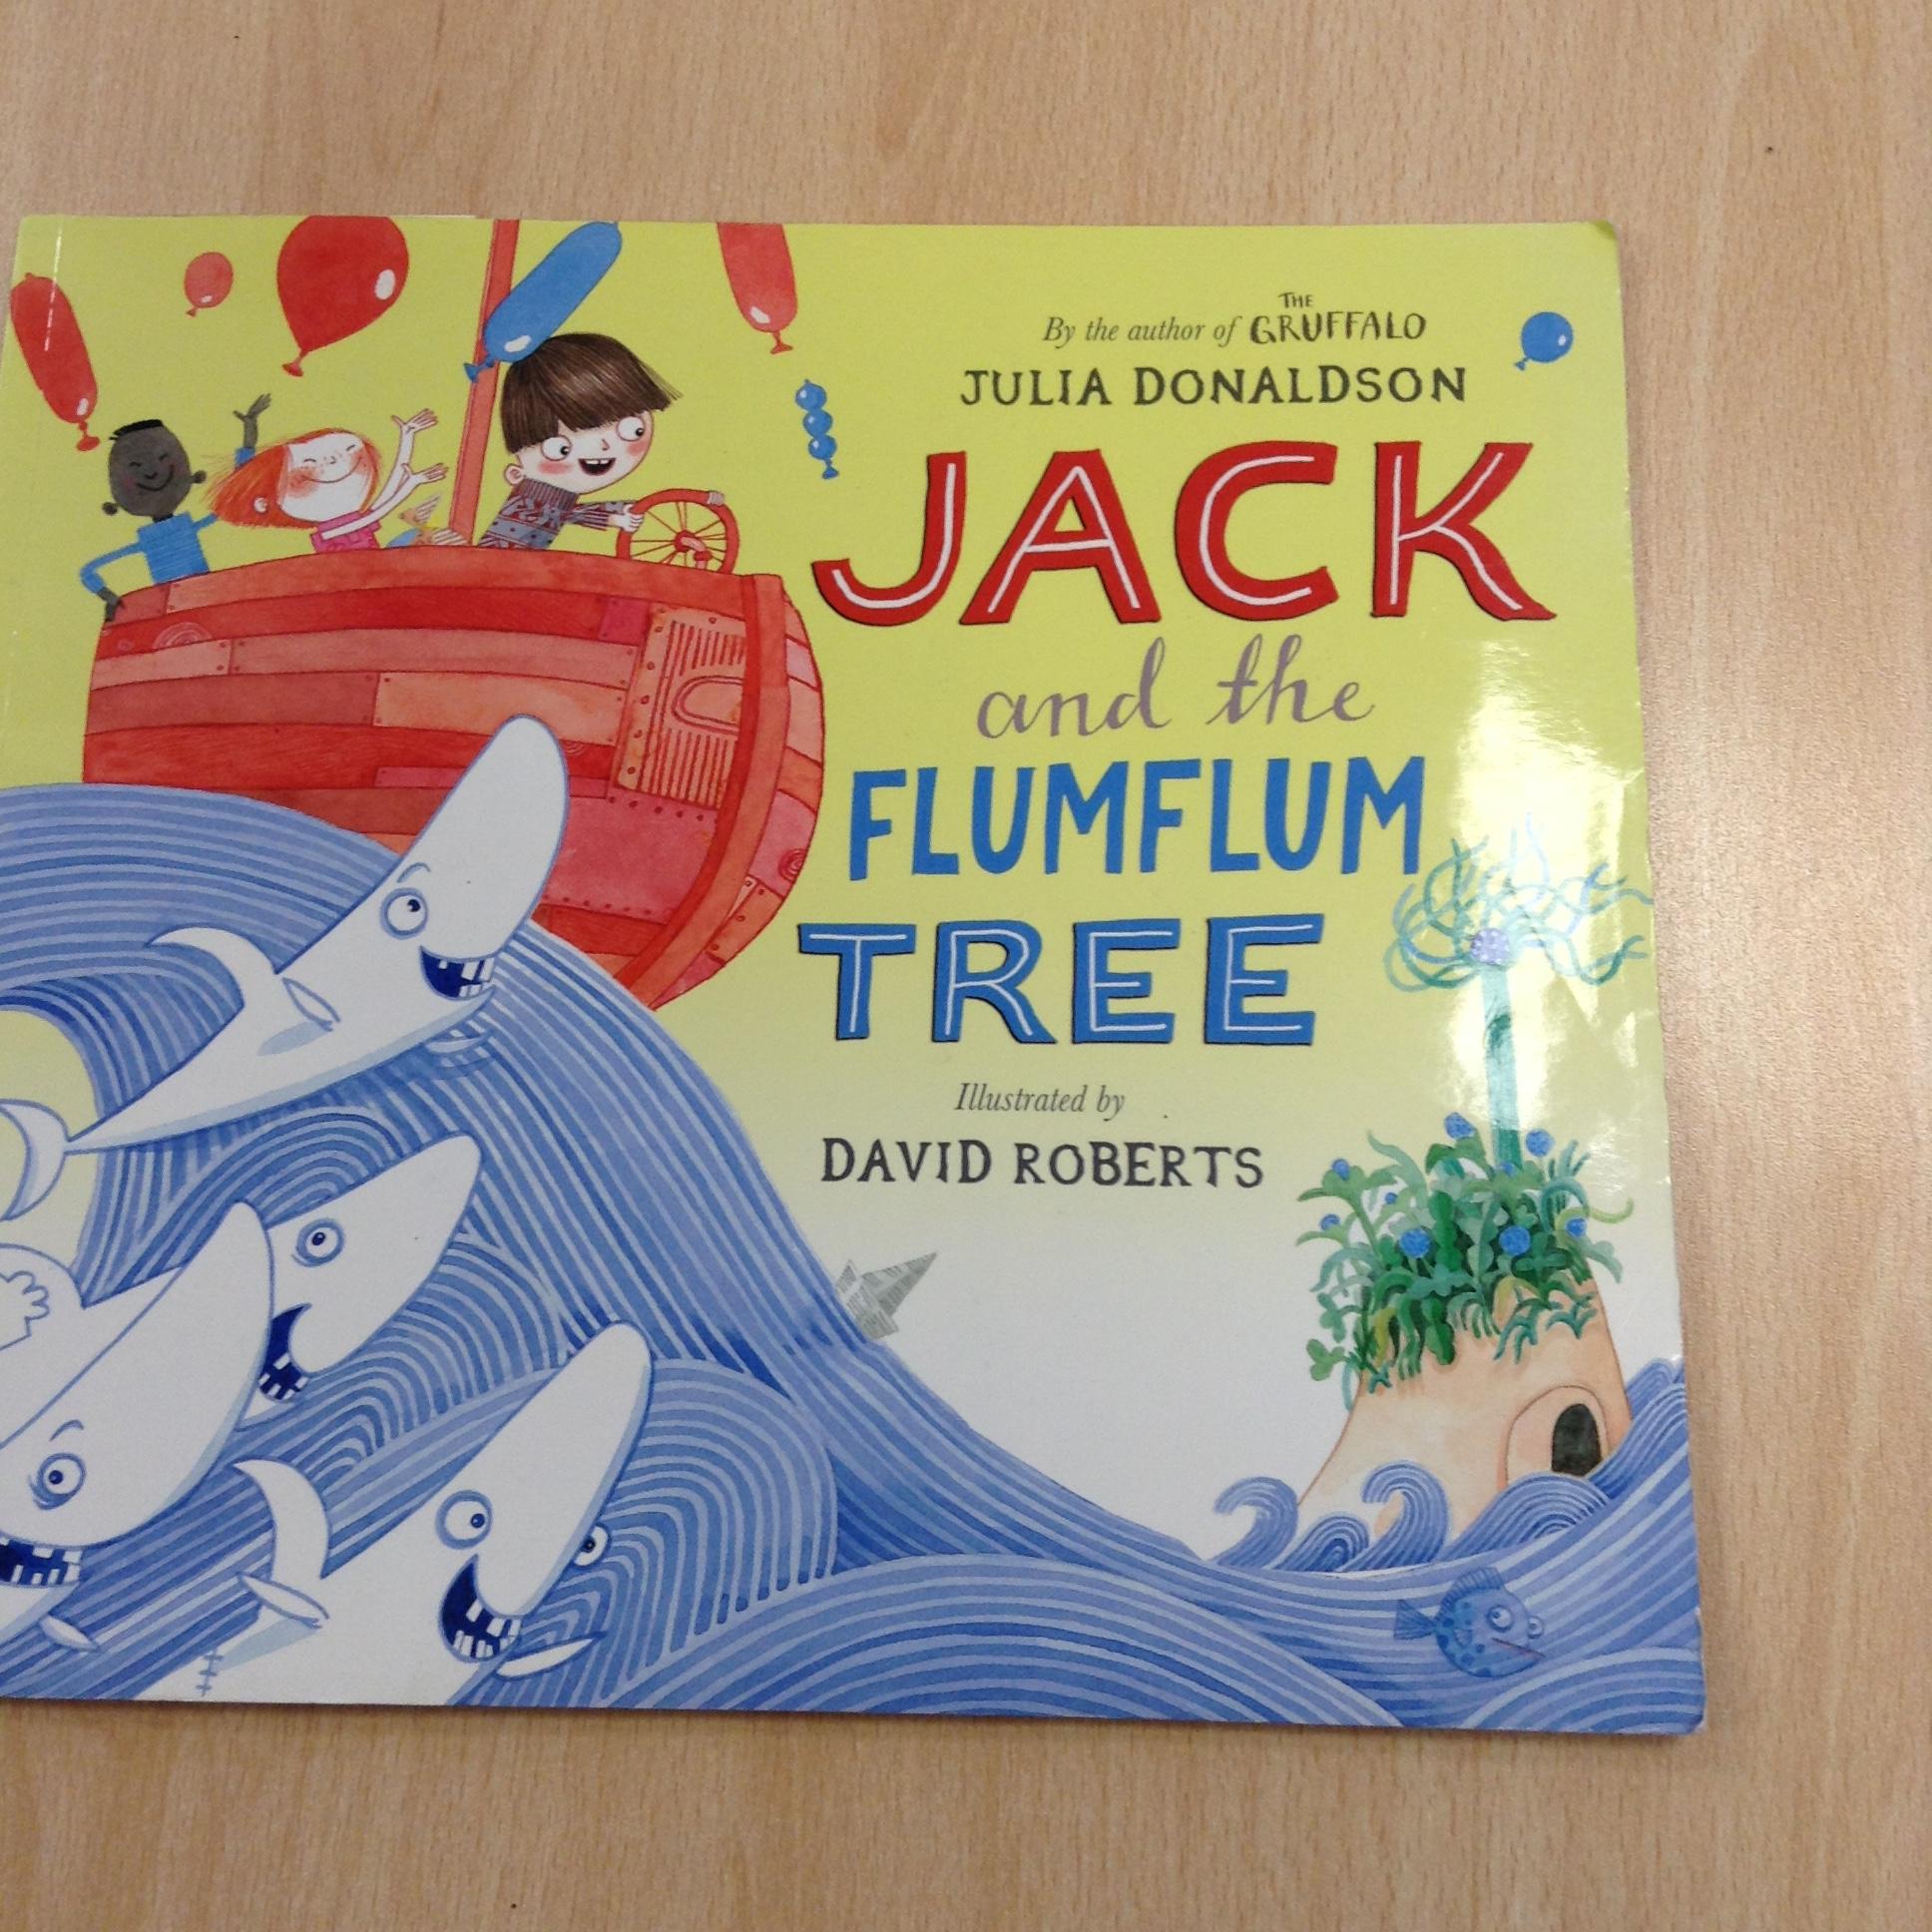 By the author of THE GRUFFALO
JULIA DONALDSON
JACK
and the
FLUMFLUM
TREE
Illustrated by
DAVID ROBERTS